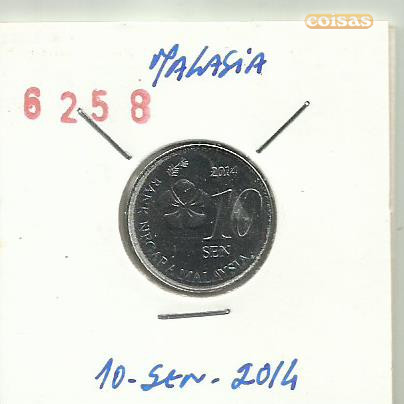 coisas
MALASIA
6258
2014
10
SEN
BANK NEGARA MALAYSIA
10-SEN-2014